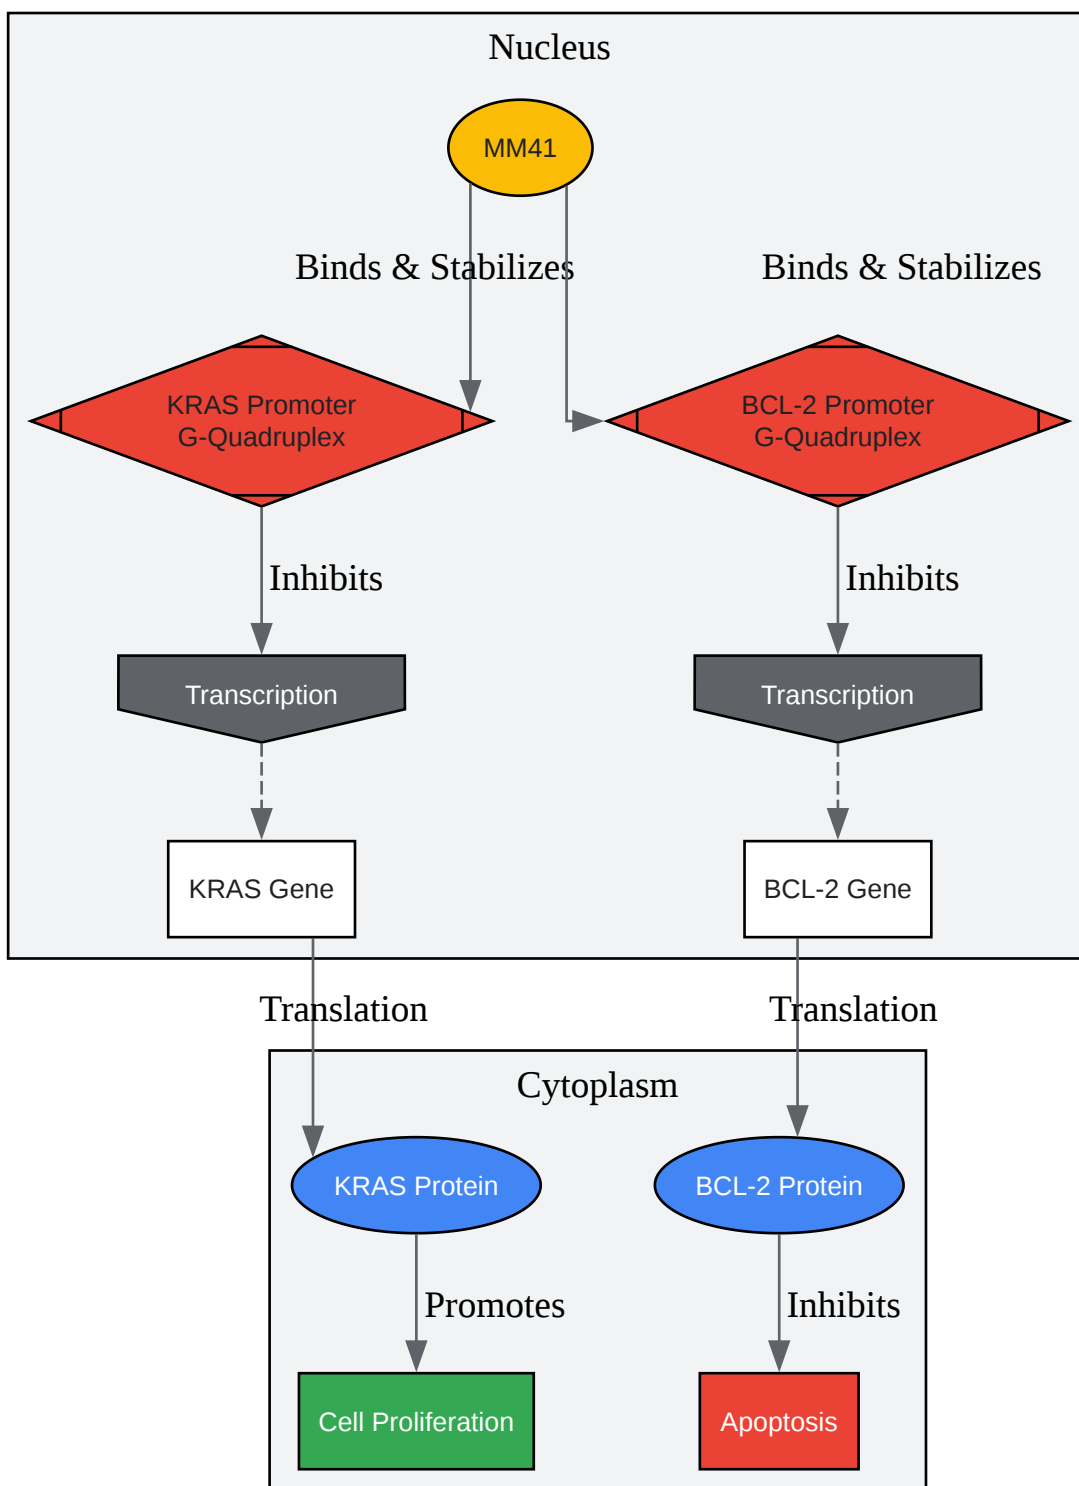 Nucleus
MM41
Binds & Stabilizes
Binds & Stabilizes
KRAS Promoter
G-Quadruplex
BCL-2 Promoter
G-Quadruplex
Inhibits
Inhibits
Transcription
Transcription
KRAS Gene
BCL-2 Gene
Translation
Translation
Cytoplasm
KRAS Protein
BCL-2 Protein
Promotes
Inhibits
Cell Proliferation
Apoptosis